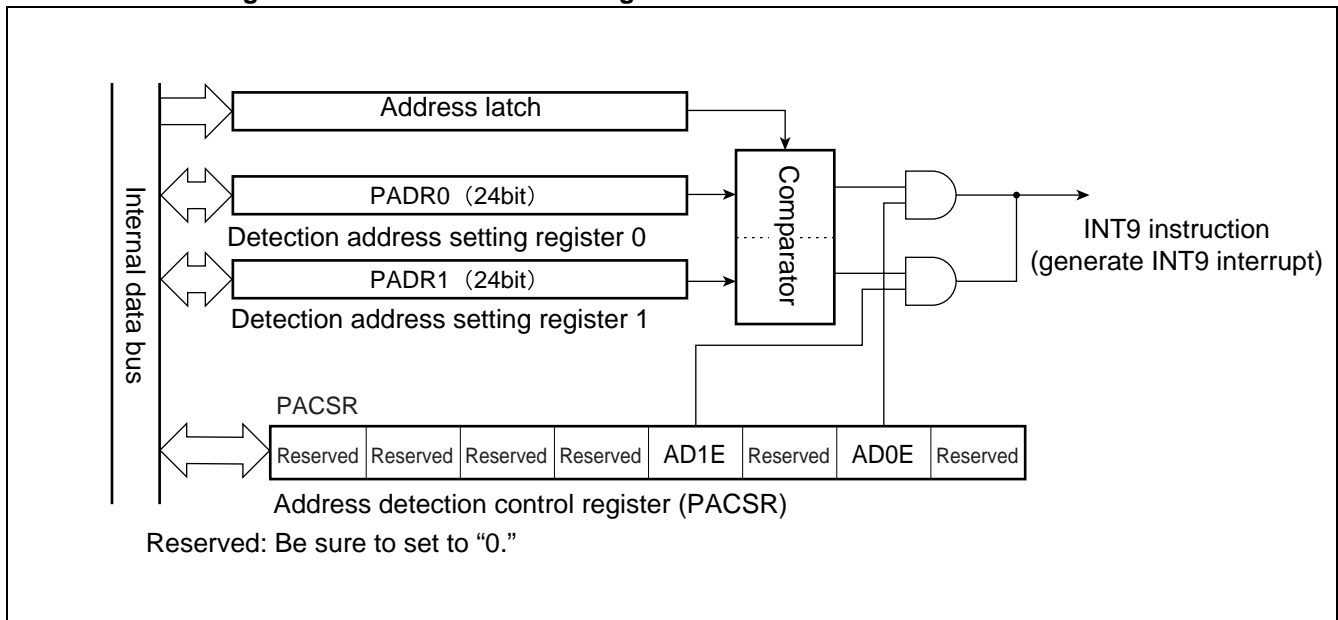 Address latch
PADR0（24bit）
Detection address setting register 0
PADR1（24bit）
Detection address setting register 1
Internal data bus
Comparator
INT9 instruction
(generate INT9 interrupt)
PACSR
Reserved Reserved Reserved Reserved AD1E Reserved AD0E Reserved
Address detection control register (PACSR)
Reserved: Be sure to set to “0.”